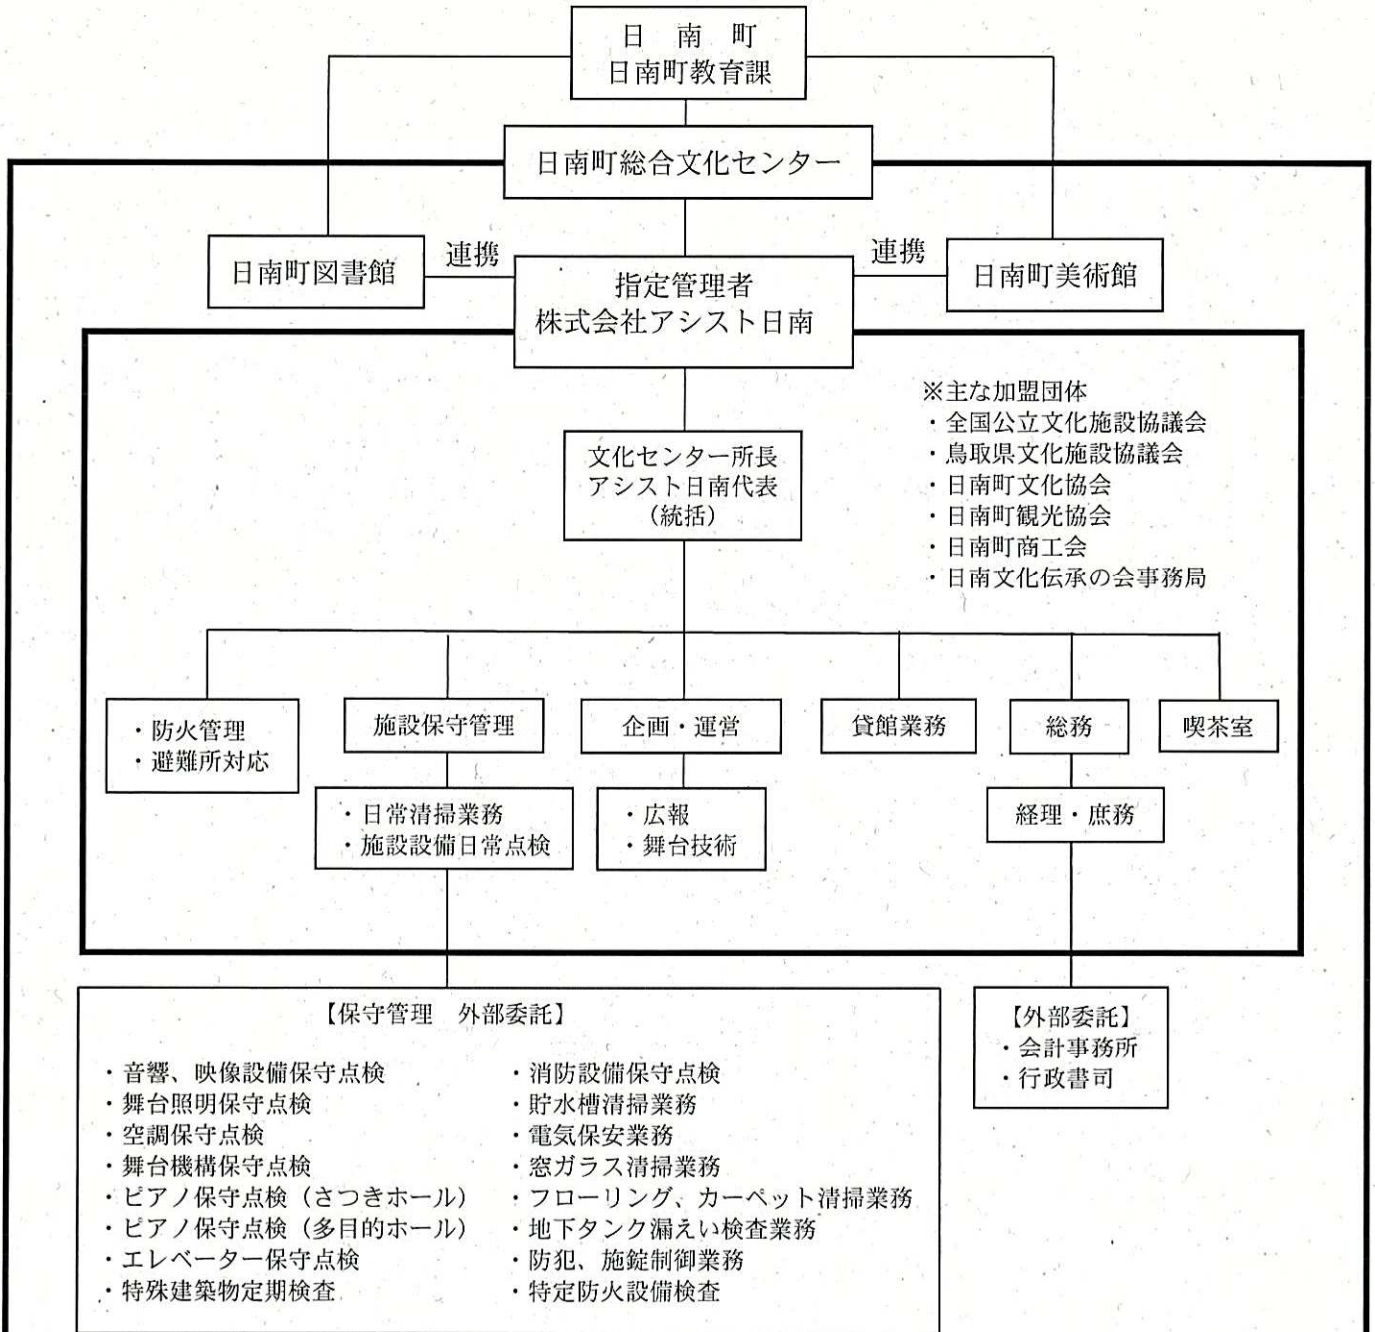 日　南　町
日南町教育課
日南町総合文化センター
日南町図書館
連携
指定管理者
株式会社アシスト日南
連携
日南町美術館
文化センター所長
アシスト日南代表
（統括）
※主な加盟団体
・全国公立文化施設協議会
・鳥取県文化施設協議会
・日南町文化協会
・日南町観光協会
・日南町商工会
・日南文化伝承の会事務局
・防火管理
・避難所対応
施設保守管理
・日常清掃業務
・施設設備日常点検
企画・運営
・広報
・舞台技術
貸館業務
総務
経理・庶務
喫茶室
【保守管理　外部委託】
・音響、映像設備保守点検
・舞台照明保守点検
・空調保守点検
・舞台機構保守点検
・ピアノ保守点検（さつきホール）
・ピアノ保守点検（多目的ホール）
・エレベーター保守点検
・特殊建築物定期検査
・消防設備保守点検
・貯水槽清掃業務
・電気保安業務
・窓ガラス清掃業務
・フローリング、カーペット清掃業務
・地下タンク漏えい検査業務
・防犯、施錠制御業務
・特定防火設備検査
【外部委託】
・会計事務所
・行政書司